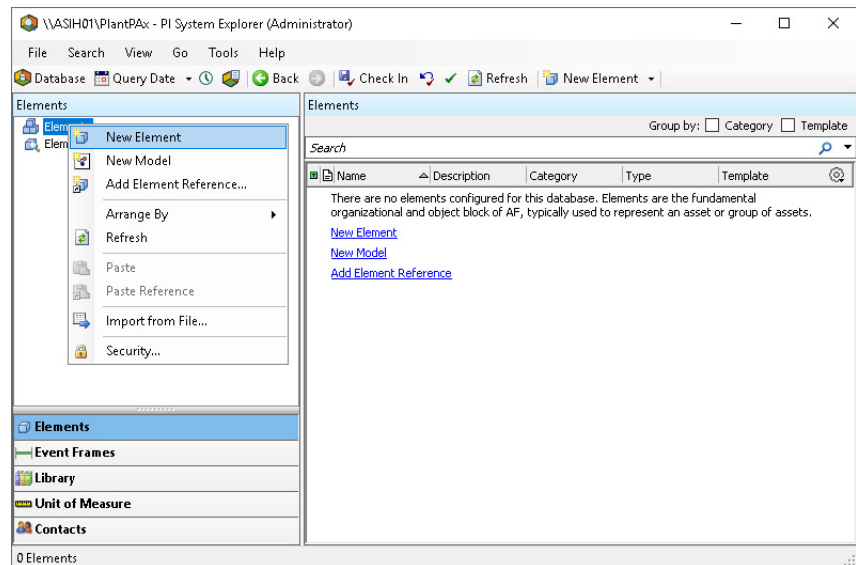 \\ASIH01\PlantPAx - PI System Explorer (Administrator)
File Search View Go Tools Help
Database Query Date Back Check In Refresh New Element
Elements
Elements
Elem
New Element
New Model
Add Element Reference...
Arrange By
Refresh
Paste
Paste Reference
Import from File...
Security...
Group by: Category Template
Search
Name Description Category Type Template
There are no elements configured for this database. Elements are the fundamental
organizational and object block of AF, typically used to represent an asset or group of assets.
New Element
New Model
Add Element Reference
Elements
Event Frames
Library
Unit of Measure
Contacts
0 Elements